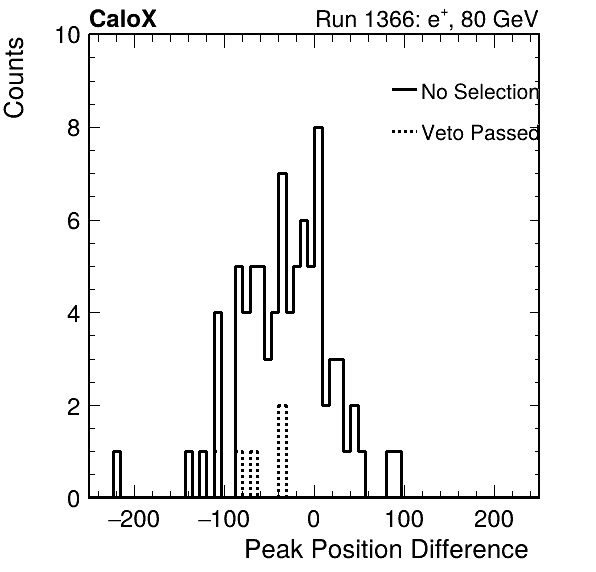 CaloX Run 1366: e⁺, 80 GeV
Counts
10
8
6
4
2
0
No Selection
Veto Passed
−200 −100 0 100 200
Peak Position Difference